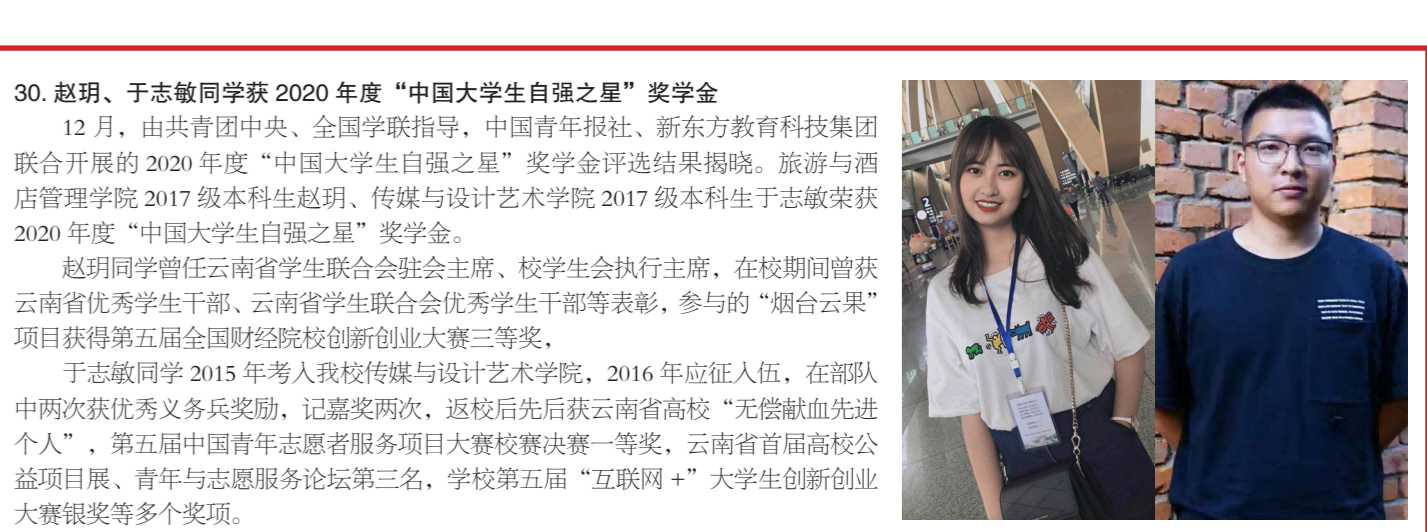 30. 赵玥、于志敏同学获 2020 年度“中国大学生自强之星”奖学金
12 月，由共青团中央、全国学联指导，中国青年报社、新东方教育科技集团
联合开展的 2020 年度“中国大学生自强之星”奖学金评选结果揭晓。旅游与酒
店管理学院 2017 级本科生赵玥、传媒与设计艺术学院 2017 级本科生于志敏荣获
2020 年度“中国大学生自强之星”奖学金。
赵玥同学曾任云南省学生联合会驻会主席、校学生会执行主席，在校期间曾获
云南省优秀学生干部、云南省学生联合会优秀学生干部等表彰，参与的“烟台云果”
项目获得第五届全国财经院校创新创业大赛三等奖，
于志敏同学 2015 年考入我校传媒与设计艺术学院，2016 年应征入伍，在部队
中两次获优秀义务兵奖励，记嘉奖两次，返校后先后获云南省高校“无偿献血先进
个人”，第五届中国青年志愿者服务项目大赛校赛决赛一等奖，云南省首届高校公
益项目展、青年与志愿服务论坛第三名，学校第五届“互联网 +”大学生创新创业
大赛银奖等多个奖项。